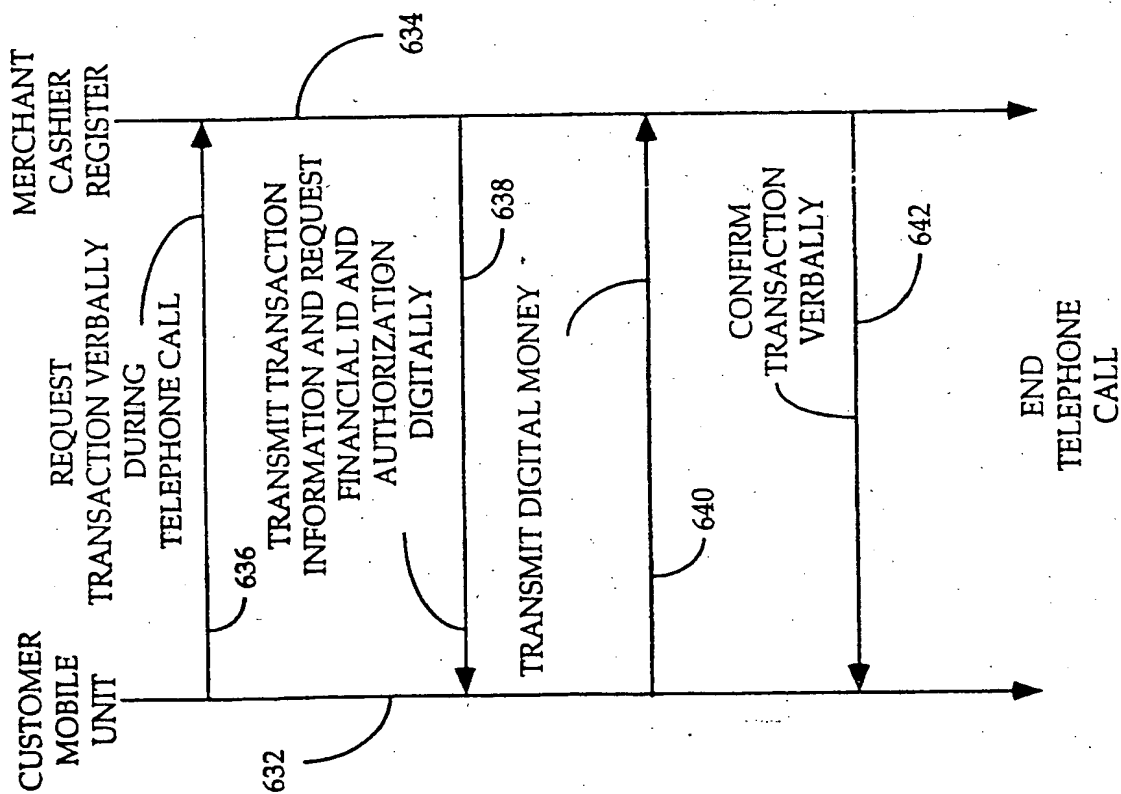 CUSTOMER
MOBILE
UNIT
MERCHANT
CASHIER
REGISTER
632
634
REQUEST
TRANSACTION VERBALLY
DURING
TELEPHONE CALL
636
TRANSMIT TRANSACTION
INFORMATION AND REQUEST
FINANCIAL ID AND
AUTHORIZATION
DIGITALLY
638
TRANSMIT DIGITAL MONEY
640
CONFIRM
TRANSACTION
VERBALLY
642
END
TELEPHONE
CALL